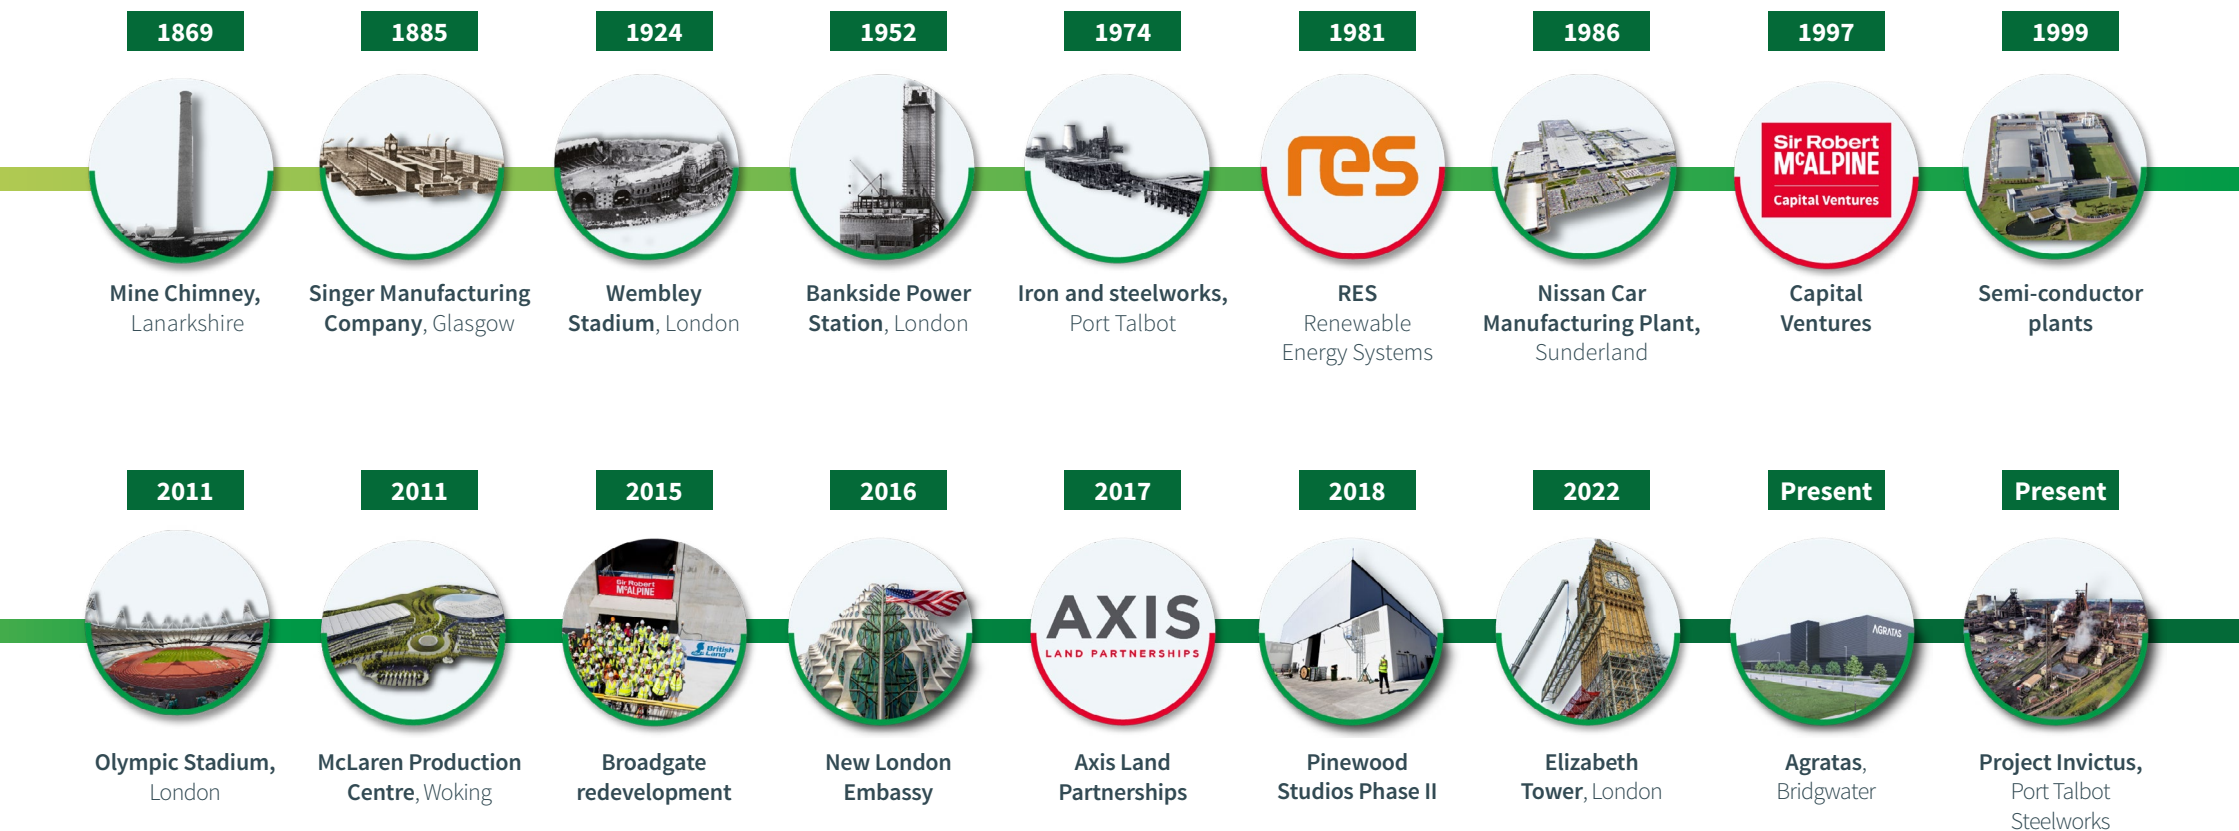 1869
1885
1924
1952
1974
1981
1986
1997
1999
res
Sir Robert
McALPINE
Capital Ventures
Mine Chimney,
Lanarkshire
Singer Manufacturing
Company, Glasgow
Wembley
Stadium, London
Bankside Power
Station, London
Iron and steelworks,
Port Talbot
RES
Renewable
Energy Systems
Nissan Car
Manufacturing Plant,
Sunderland
Capital
Ventures
Semi-conductor
plants
2011
2011
2015
2016
2017
2018
2022
Present
Present
Sir Robert
McALPINE
British
Land
AXIS
LAND PARTNERSHIPS
AGRATAS
Olympic Stadium,
London
McLaren Production
Centre, Woking
Broadgate
redevelopment
New London
Embassy
Axis Land
Partnerships
Pinewood
Studios Phase II
Elizabeth
Tower, London
Agratas,
Bridgwater
Project Invictus,
Port Talbot
Steelworks